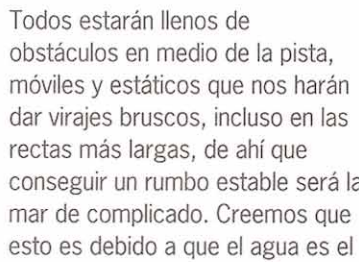 Todos estarán llenos de
obstáculos en medio de la pista,
móviles y estáticos que nos harán
dar virajes bruscos, incluso en las
rectas más largas, de ahí que
conseguir un rumbo estable será la
mar de complicado. Creemos que
esto es debido a que el agua es el